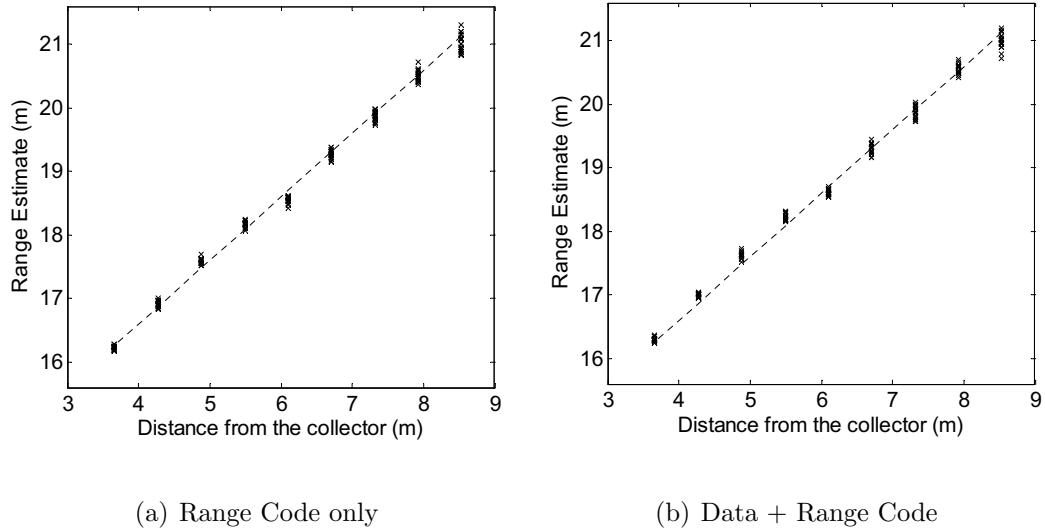 21
20
19
18
17
16
Range Estimate (m)
3 4 5 6 7 8 9
Distance from the collector (m)
(a) Range Code only
21
20
19
18
17
16
Range Estimate (m)
3 4 5 6 7 8 9
Distance from the collector (m)
(b) Data + Range Code